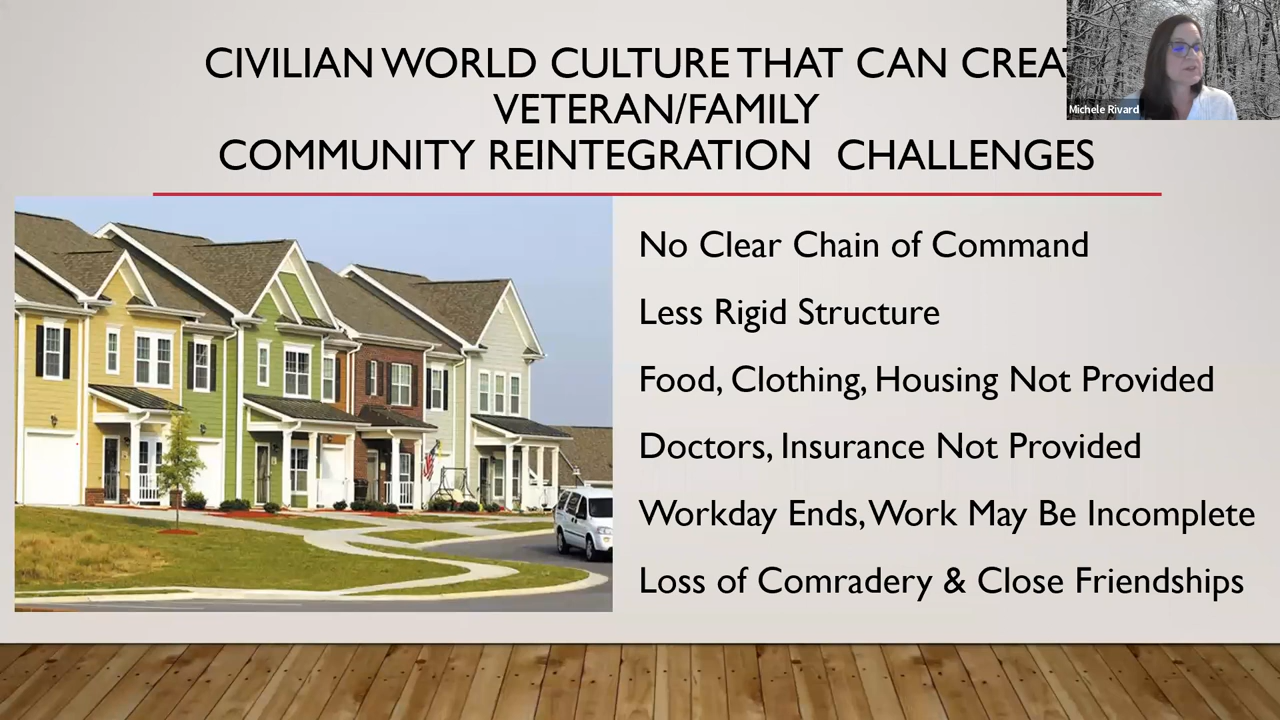 CIVILIAN WORLD CULTURE THAT CAN
VETERAN/FAMILY
COMMUNITY REINTEGRATION CHALLENGES
Michele Rivard
No Clear Chain of Command
Less Rigid Structure
Food, Clothing, Housing Not Provided
Doctors, Insurance Not Provided
Workday Ends, Work May Be Incomplete
Loss of Comradery & Close Friendships